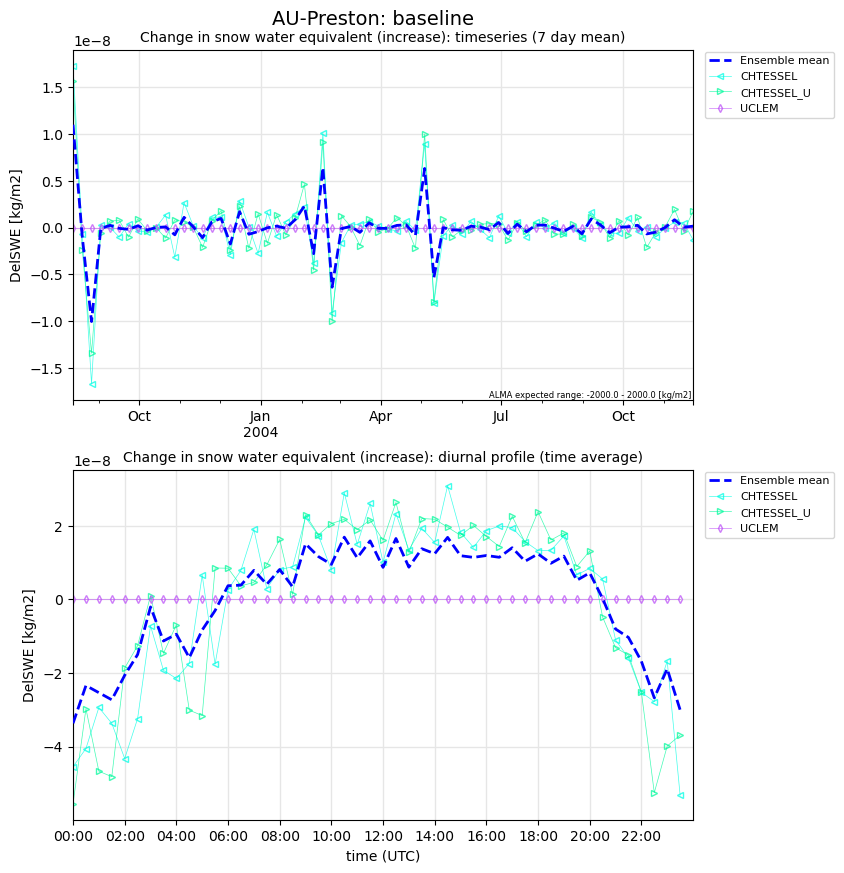 AU-Preston: baseline
1e−8
Change in snow water equivalent (increase): timeseries (7 day mean)
DelSWE [kg/m2]
1.5
1.0
0.5
0.0
−0.5
−1.0
−1.5
ALMA expected range: -2000.0 - 2000.0 [kg/m2]
Oct
Jan
2004
Apr
Jul
Oct
Ensemble mean
CHTESSEL
CHTESSEL_U
UCLEM
1e−8
Change in snow water equivalent (increase): diurnal profile (time average)
DelSWE [kg/m2]
2
0
−2
−4
00:00
02:00
04:00
06:00
08:00
10:00
12:00
14:00
16:00
18:00
20:00
22:00
time (UTC)
Ensemble mean
CHTESSEL
CHTESSEL_U
UCLEM